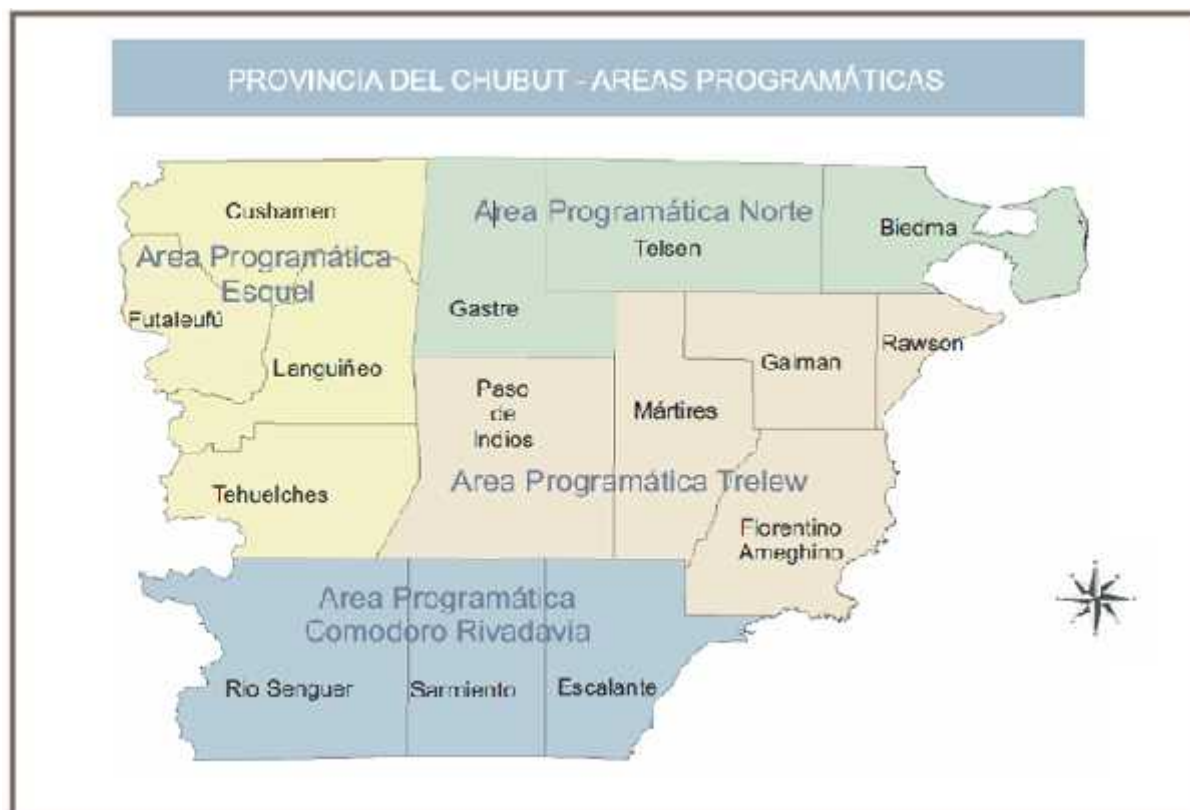 PROVINCIA DEL CHUBUT - AREAS PROGRAMÁTICAS
Cushamen
Area Programática Norte
Telsen
Biedma
Area Programática
Esquel
Futaleufú
Gastre
Languiñeo
Rawson
Gaiman
Paso
de
Indios
Mártires
Area Programática Trelew
Tehuelches
Florentino
Ameghino
Area Programática
Comodoro Rivadavia
Rio Senguer
Sarmiento
Escalante